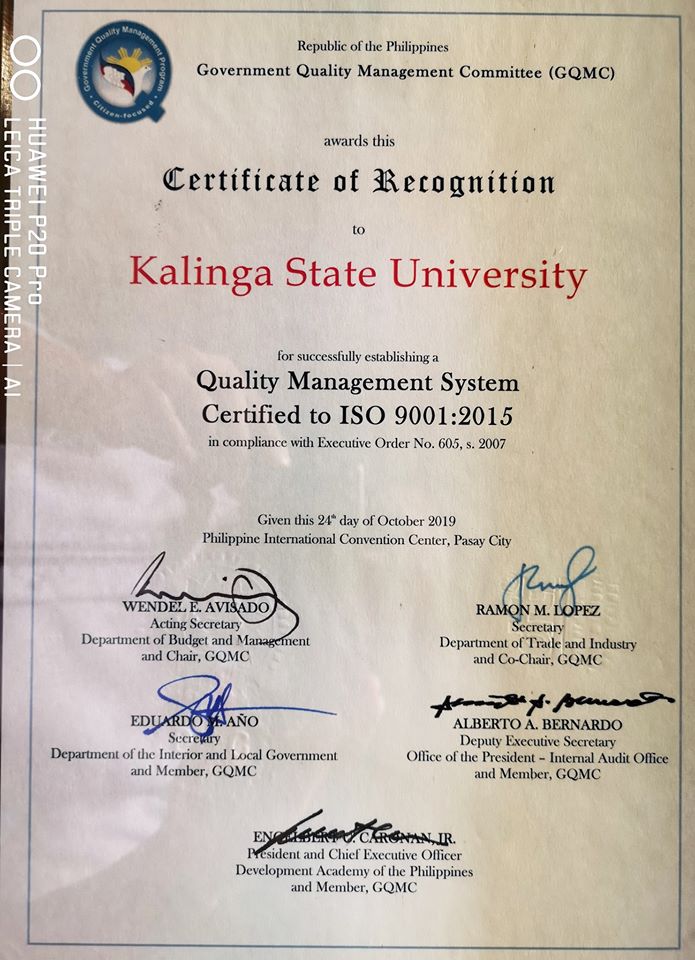 Government Quality Management Program
Citizen-focused
Republic of the Philippines
Government Quality Management Committee (GQMC)
awards this
Certificate of Recognition
to
Kalinga State University
for successfully establishing a
Quality Management System
Certified to ISO 9001:2015
in compliance with Executive Order No. 605, s. 2007
Given this 24th day of October 2019
Philippine International Convention Center, Pasay City
WENDEL E. AVISADO
Acting Secretary
Department of Budget and Management
and Chair, GQMC
RAMON M. LOPEZ
Secretary
Department of Trade and Industry
and Co-Chair, GQMC
EDUARDO M. AÑO
Secretary
Department of the Interior and Local Government
and Member, GQMC
ALBERTO A. BERNARDO
Deputy Executive Secretary
Office of the President – Internal Audit Office
and Member, GQMC
ENGELBERT C. CARONAN, JR.
President and Chief Executive Officer
Development Academy of the Philippines
and Member, GQMC
HUAWEI P20 Pro
LEICA TRIPLE CAMERA | AI